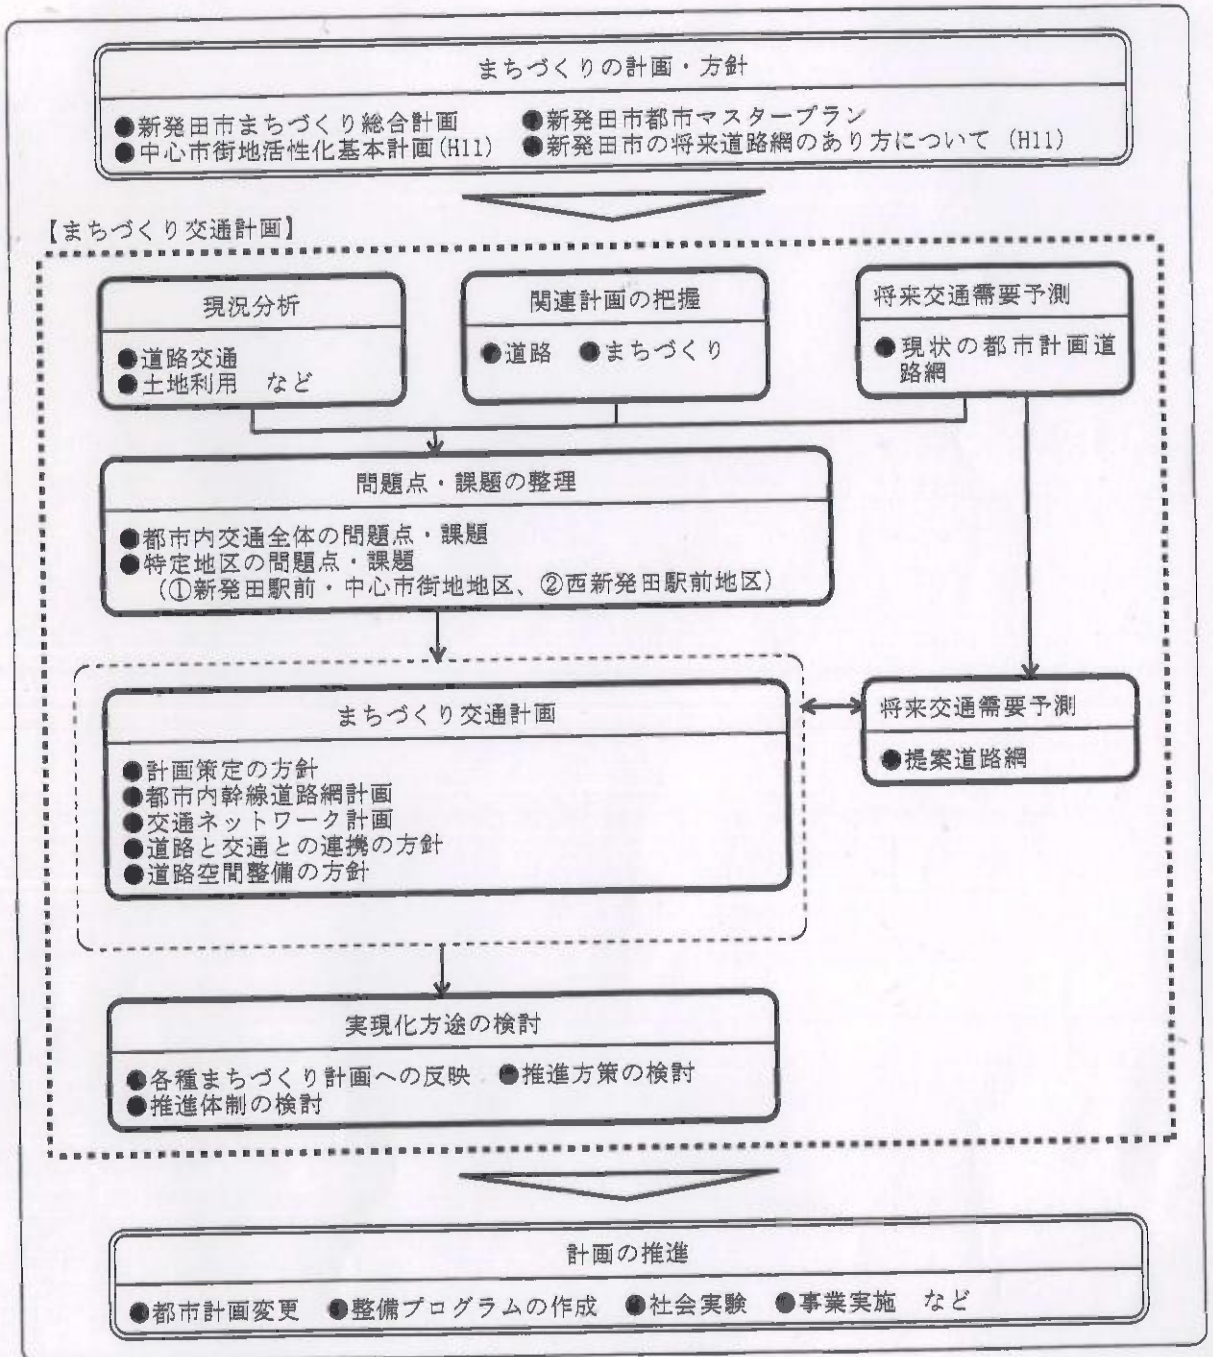 まちづくりの計画・方針
●新発田市まちづくり総合計画 ●新発田市都市マスタープラン
●中心市街地活性化基本計画(H11) ●新発田市の将来道路網のあり方について (H11)
【まちづくり交通計画】
現況分析
●道路交通
●土地利用 など
関連計画の把握
●道路 ●まちづくり
将来交通需要予測
●現状の都市計画道
路網
問題点・課題の整理
●都市内交通全体の問題点・課題
●特定地区の問題点・課題
(①新発田駅前・中心市街地地区、②西新発田駅前地区)
まちづくり交通計画
●計画策定の方針
●都市内幹線道路網計画
●交通ネットワーク計画
●道路と交通との連携の方針
●道路空間整備の方針
将来交通需要予測
●提案道路網
実現化方途の検討
●各種まちづくり計画への反映 ●推進方策の検討
●推進体制の検討
計画の推進
●都市計画変更 ●整備プログラムの作成 ●社会実験 ●事業実施 など